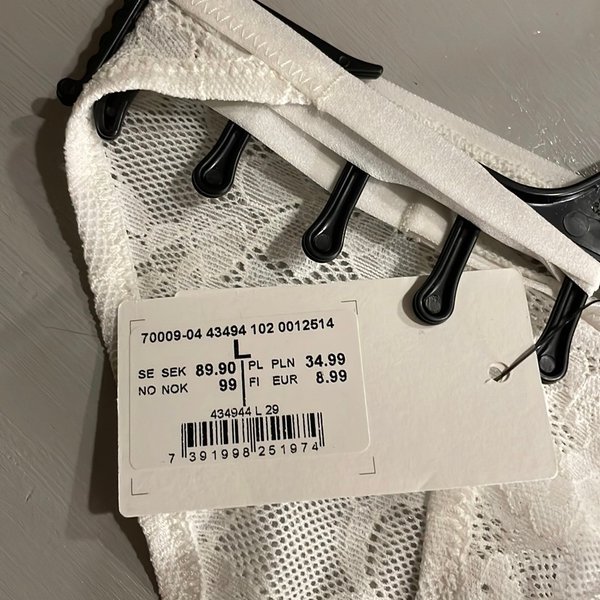 70009-04 43494 102 0012514
L
SE SEK 89.90 PL PLN 34.99
NO NOK 99 FI EUR 8.99
434944 L 29
7 391998 251974